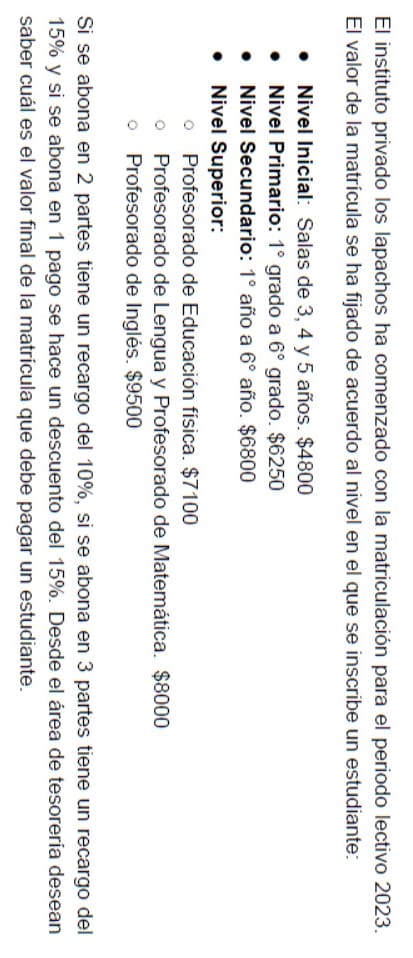 El instituto privado los lapachos ha comenzado con la matriculación para el periodo lectivo 2023.
El valor de la matrícula se ha fijado de acuerdo al nivel en el que se inscribe un estudiante:
● Nivel Inicial: Salas de 3, 4 y 5 años. $4800
● Nivel Primario: 1° grado a 6° grado. $6250
● Nivel Secundario: 1° año a 6° año. $6800
● Nivel Superior:
○ Profesorado de Educación física. $7100
○ Profesorado de Lengua y Profesorado de Matemática. $8000
○ Profesorado de Inglés. $9500
Si se abona en 2 partes tiene un recargo del 10%, si se abona en 3 partes tiene un recargo del
15% y si se abona en 1 pago se hace un descuento del 15%. Desde el área de tesorería desean
saber cuál es el valor final de la matrícula que debe pagar un estudiante.